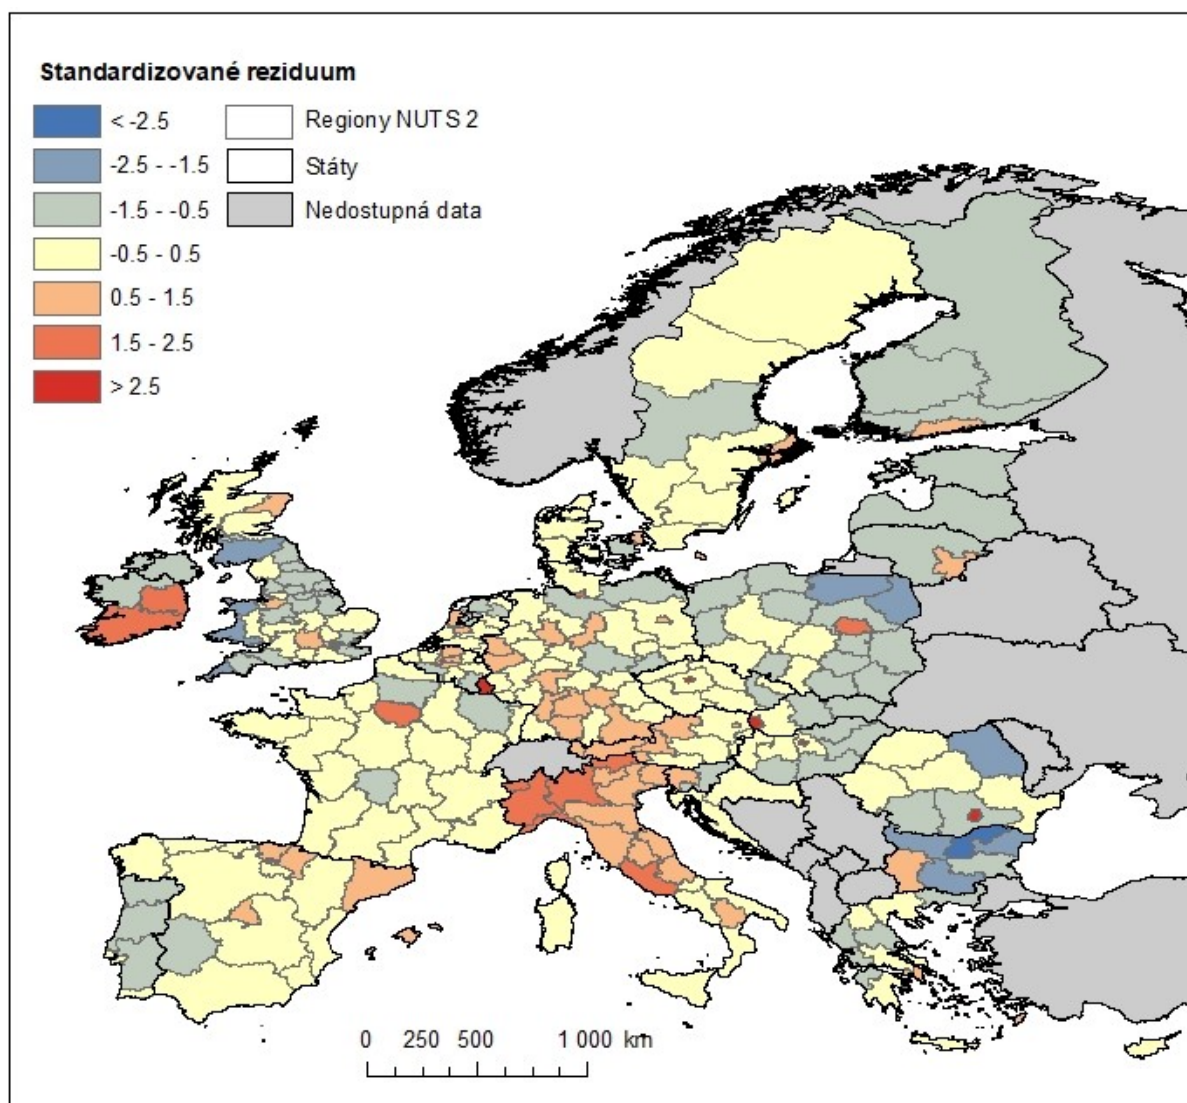 Standardizované reziduum
< -2.5
-2.5 - -1.5
-1.5 - -0.5
-0.5 - 0.5
0.5 - 1.5
1.5 - 2.5
> 2.5
Regiony NUTS 2
Státy
Nedostupná data
0 250 500 1 000 km